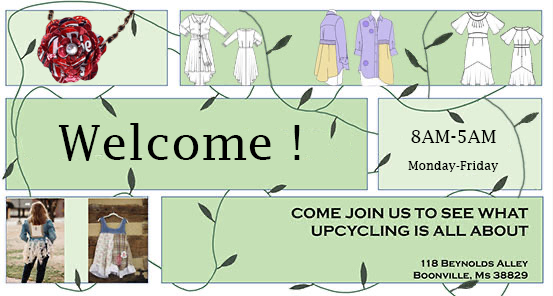 Welcome !
8AM-5AM
Monday-Friday
COME JOIN US TO SEE WHAT
UPCYCLING IS ALL ABOUT
118 BEYNOLDS ALLEY
BOONVILLE, MS 38829